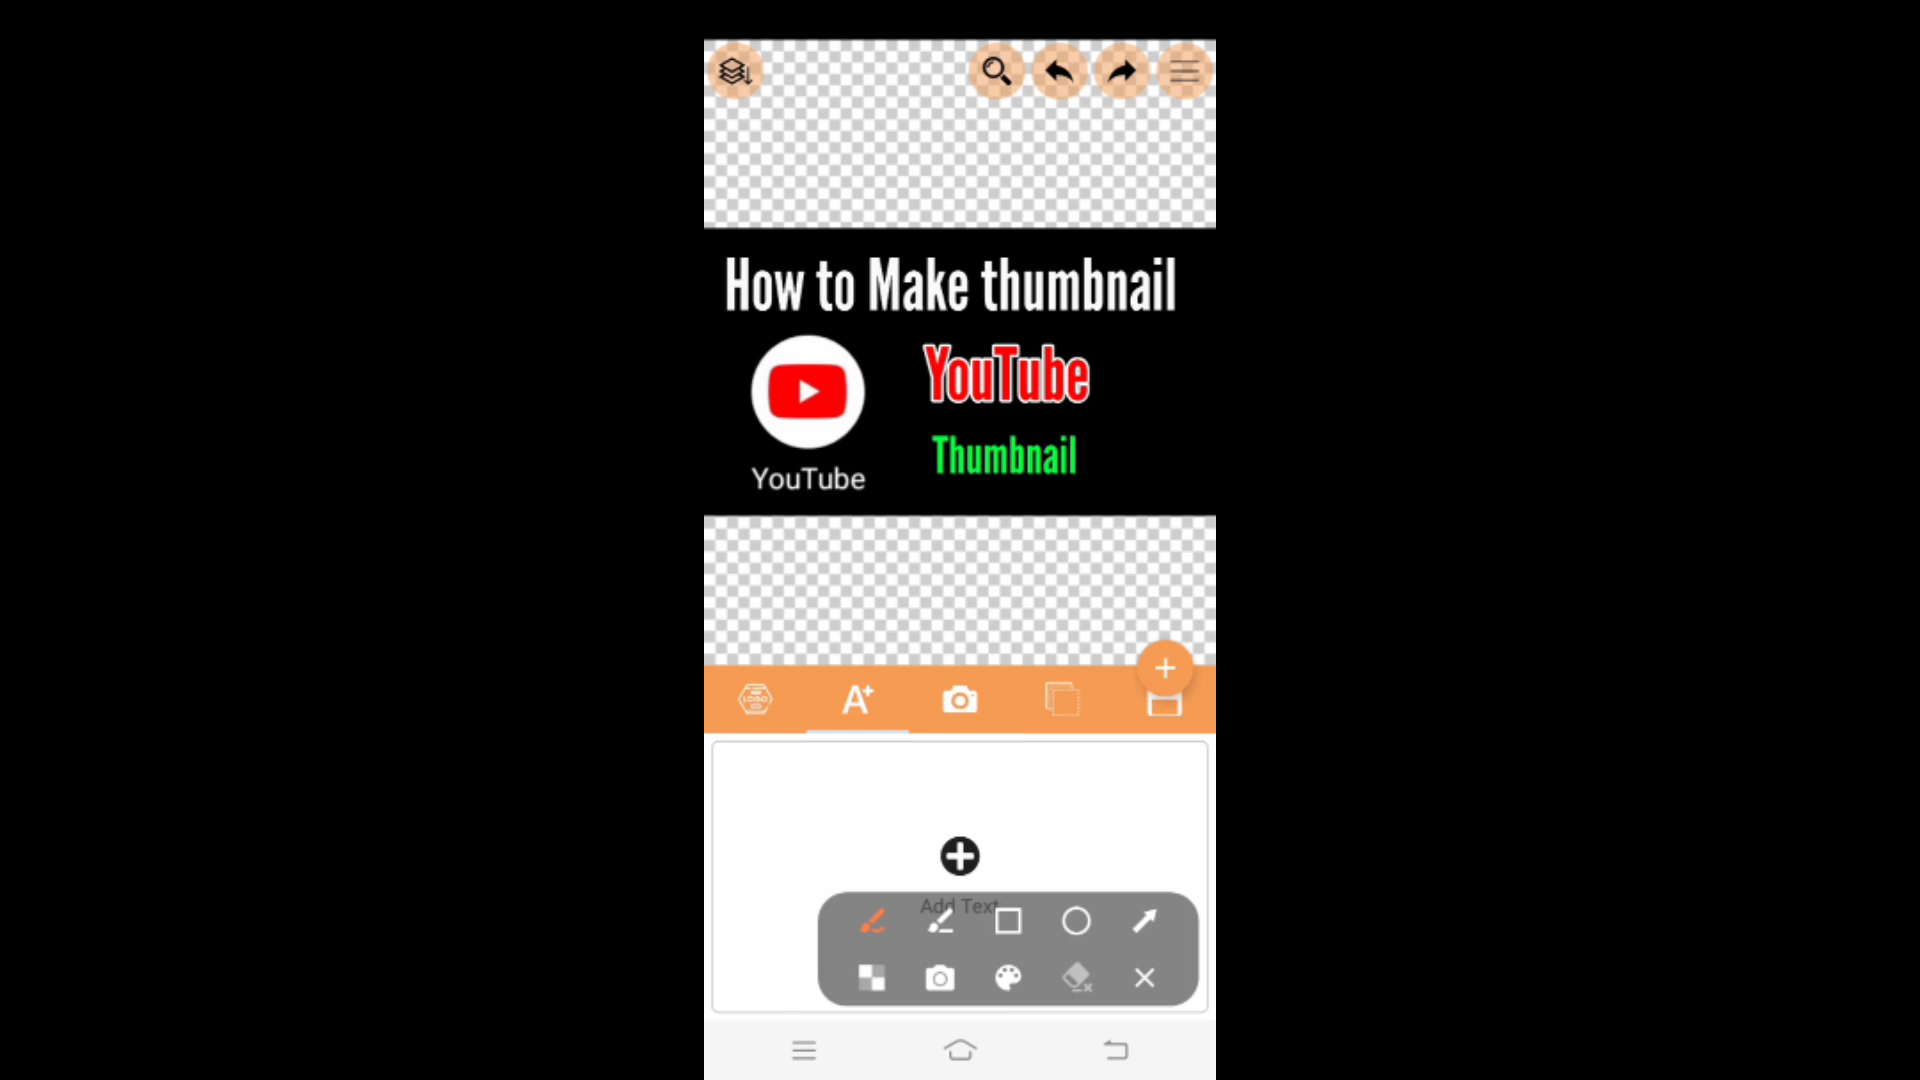 How to Make thumbnail
YouTube
Thumbnail
YouTube
A+
Add Text